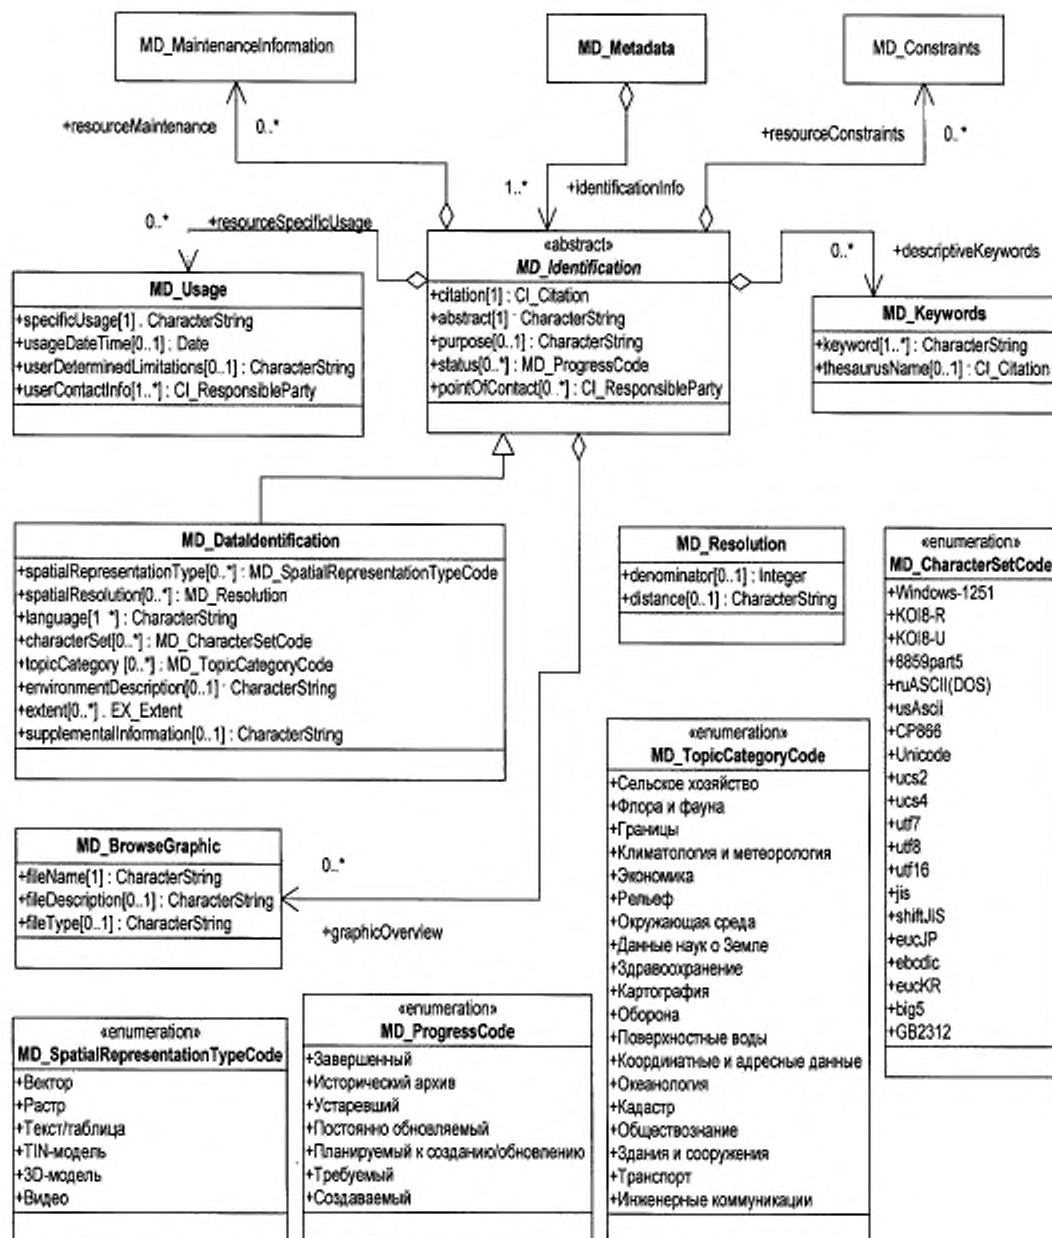 MD_MaintenanceInformation
MD_Metadata
MD_Constraints
+resourceMaintenance
0..*
+resourceConstraints
0..*
1..*
+identificationInfo
0..*
+resourceSpecificUsage
«abstract»
MD_Identification
+citation[1] : CI_Citation
+abstract[1] : CharacterString
+purpose[0..1] : CharacterString
+status[0..*] : MD_ProgressCode
+pointOfContact[0..*] : CI_ResponsibleParty
0..*
+descriptiveKeywords
MD_Usage
+specificUsage[1] . CharacterString
+usageDateTime[0..1] : Date
+userDeterminedLimitations[0..1] : CharacterString
+userContactInfo[1..*] : CI_ResponsibleParty
MD_Keywords
+keyword[1..*] : CharacterString
+thesaurusName[0..1] : CI_Citation
MD_DataIdentification
+spatialRepresentationType[0..*] : MD_SpatialRepresentationTypeCode
+spatialResolution[0..*] : MD_Resolution
+language[1 *] : CharacterString
+characterSet[0..*] : MD_CharacterSetCode
+topicCategory [0..*] : MD_TopicCategoryCode
+environmentDescription[0..1] : CharacterString
+extent[0..*] . EX_Extent
+supplementalInformation[0..1] : CharacterString
MD_Resolution
+denominator[0..1] : Integer
+distance[0..1] : CharacterString
«enumeration»
MD_CharacterSetCode
+Windows-1251
+KOI8-R
+KOI8-U
+8859part5
+ruASCII(DOS)
+usAscii
+CP866
+Unicode
+ucs2
+ucs4
+utf7
+utf8
+utf16
+jis
+shiftJIS
+eucJP
+ebcdic
+eucKR
+big5
+GB2312
«enumeration»
MD_TopicCategoryCode
+Сельское хозяйство
+Флора и фауна
+Границы
+Климатология и метеорология
+Экономика
+Рельеф
+Окружающая среда
+Данные наук о Земле
+Здравоохранение
+Картография
+Оборона
+Поверхностные воды
+Координатные и адресные данные
+Океанология
+Кадастр
+Обществознание
+Здания и сооружения
+Транспорт
+Инженерные коммуникации
MD_BrowseGraphic
+fileName[1] : CharacterString
+fileDescription[0..1] : CharacterString
+fileType[0..1] : CharacterString
0..*
+graphicOverview
«enumeration»
MD_SpatialRepresentationTypeCode
+Вектор
+Растр
+Текст/таблица
+TIN-модель
+3D-модель
+Видео
«enumeration»
MD_ProgressCode
+Завершенный
+Исторический архив
+Устаревший
+Постоянно обновляемый
+Планируемый к созданию/обновлению
+Требуемый
+Создаваемый